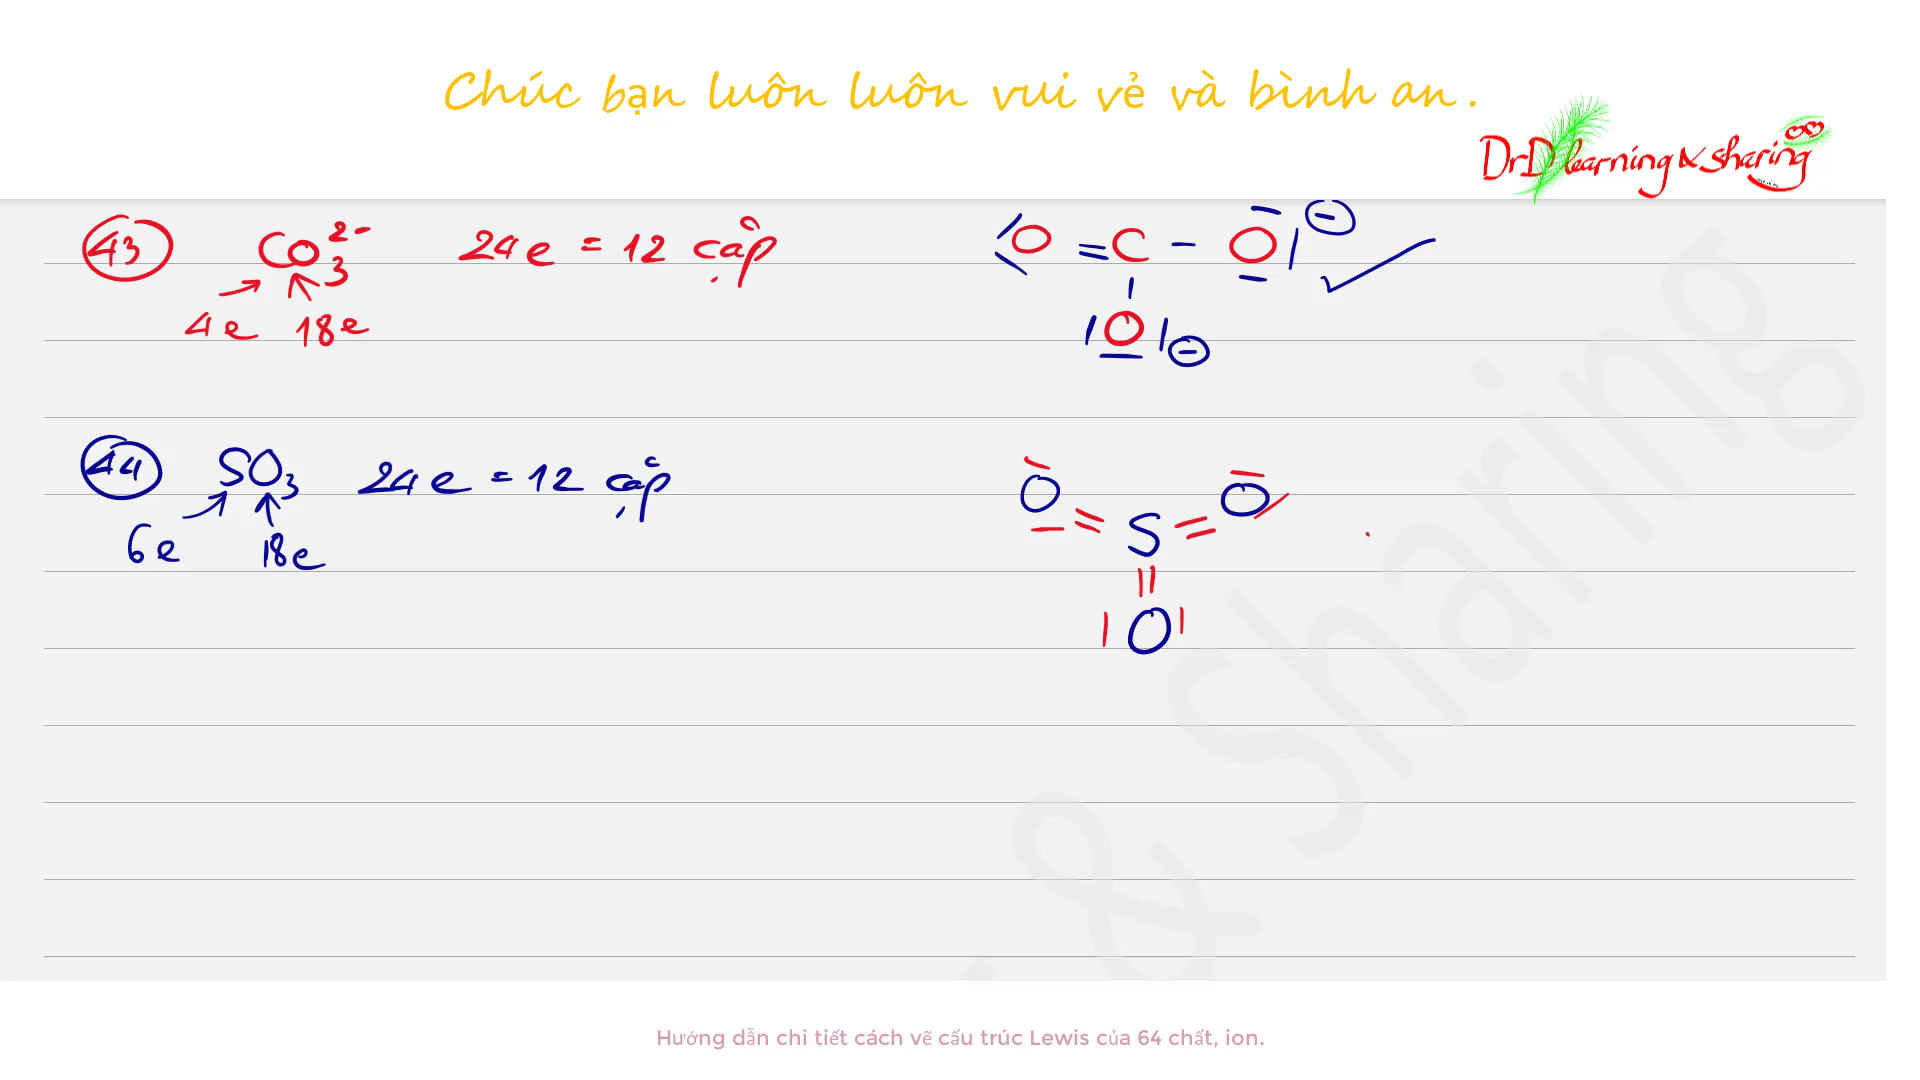 Chúc bạn luôn luôn vui vẻ và bình an.
DrD learning & sharing
43 CO3 2- 24e = 12 cặp
4e 18e
O = C - O -
O -
44 SO3 24e = 12 cặp
6e 18e
O = S = O
O
& Sharing
Hướng dẫn chi tiết cách vẽ cấu trúc Lewis của 64 chất, ion.